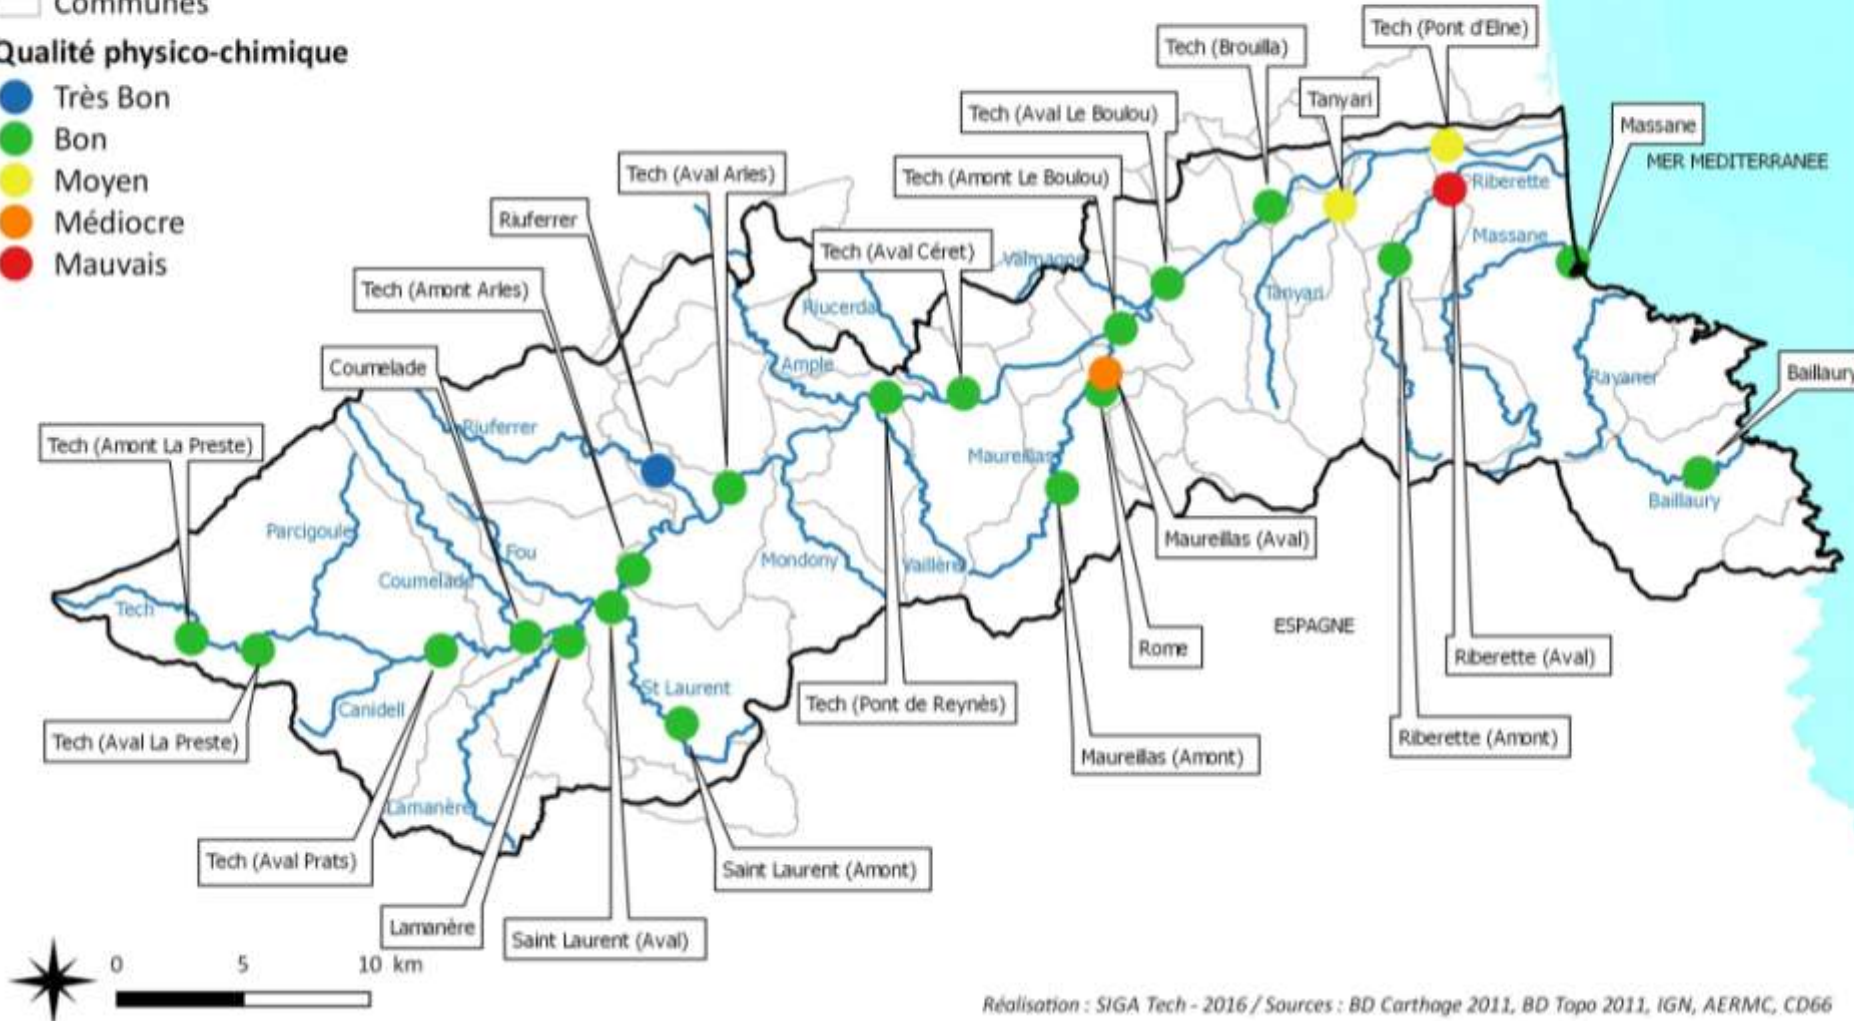 Communes
Qualité physico-chimique
Très Bon
Bon
Moyen
Médiocre
Mauvais
Tech (Pont d'Elne)
Tech (Brouilla)
Tanyari
Massane
Tech (Aval Le Boulou)
MER MEDITERRANEE
Tech (Aval Arles)
Tech (Amont Le Boulou)
Riberette
Riuferrer
Massane
Tech (Aval Céret)
Valmagne
Tech (Amont Arles)
Tanyari
Riucerda
Ample
Coumelade
Rayaner
Baillaury
Riuferrer
Tech (Amont La Preste)
Maureillas
Baillaury
Parcigoule
Maureillas (Aval)
Fou
Mondony
Vaillère
Coumelade
Tech
ESPAGNE
Rome
Riberette (Aval)
St Laurent
Tech (Pont de Reynès)
Canidell
Riberette (Amont)
Tech (Aval La Preste)
Maureillas (Amont)
Lamanère
Tech (Aval Prats)
Saint Laurent (Amont)
Lamanère
Saint Laurent (Aval)
0 5 10 km
Réalisation : SIGA Tech - 2016 / Sources : BD Carthage 2011, BD Topo 2011, IGN, AERMC, CD66